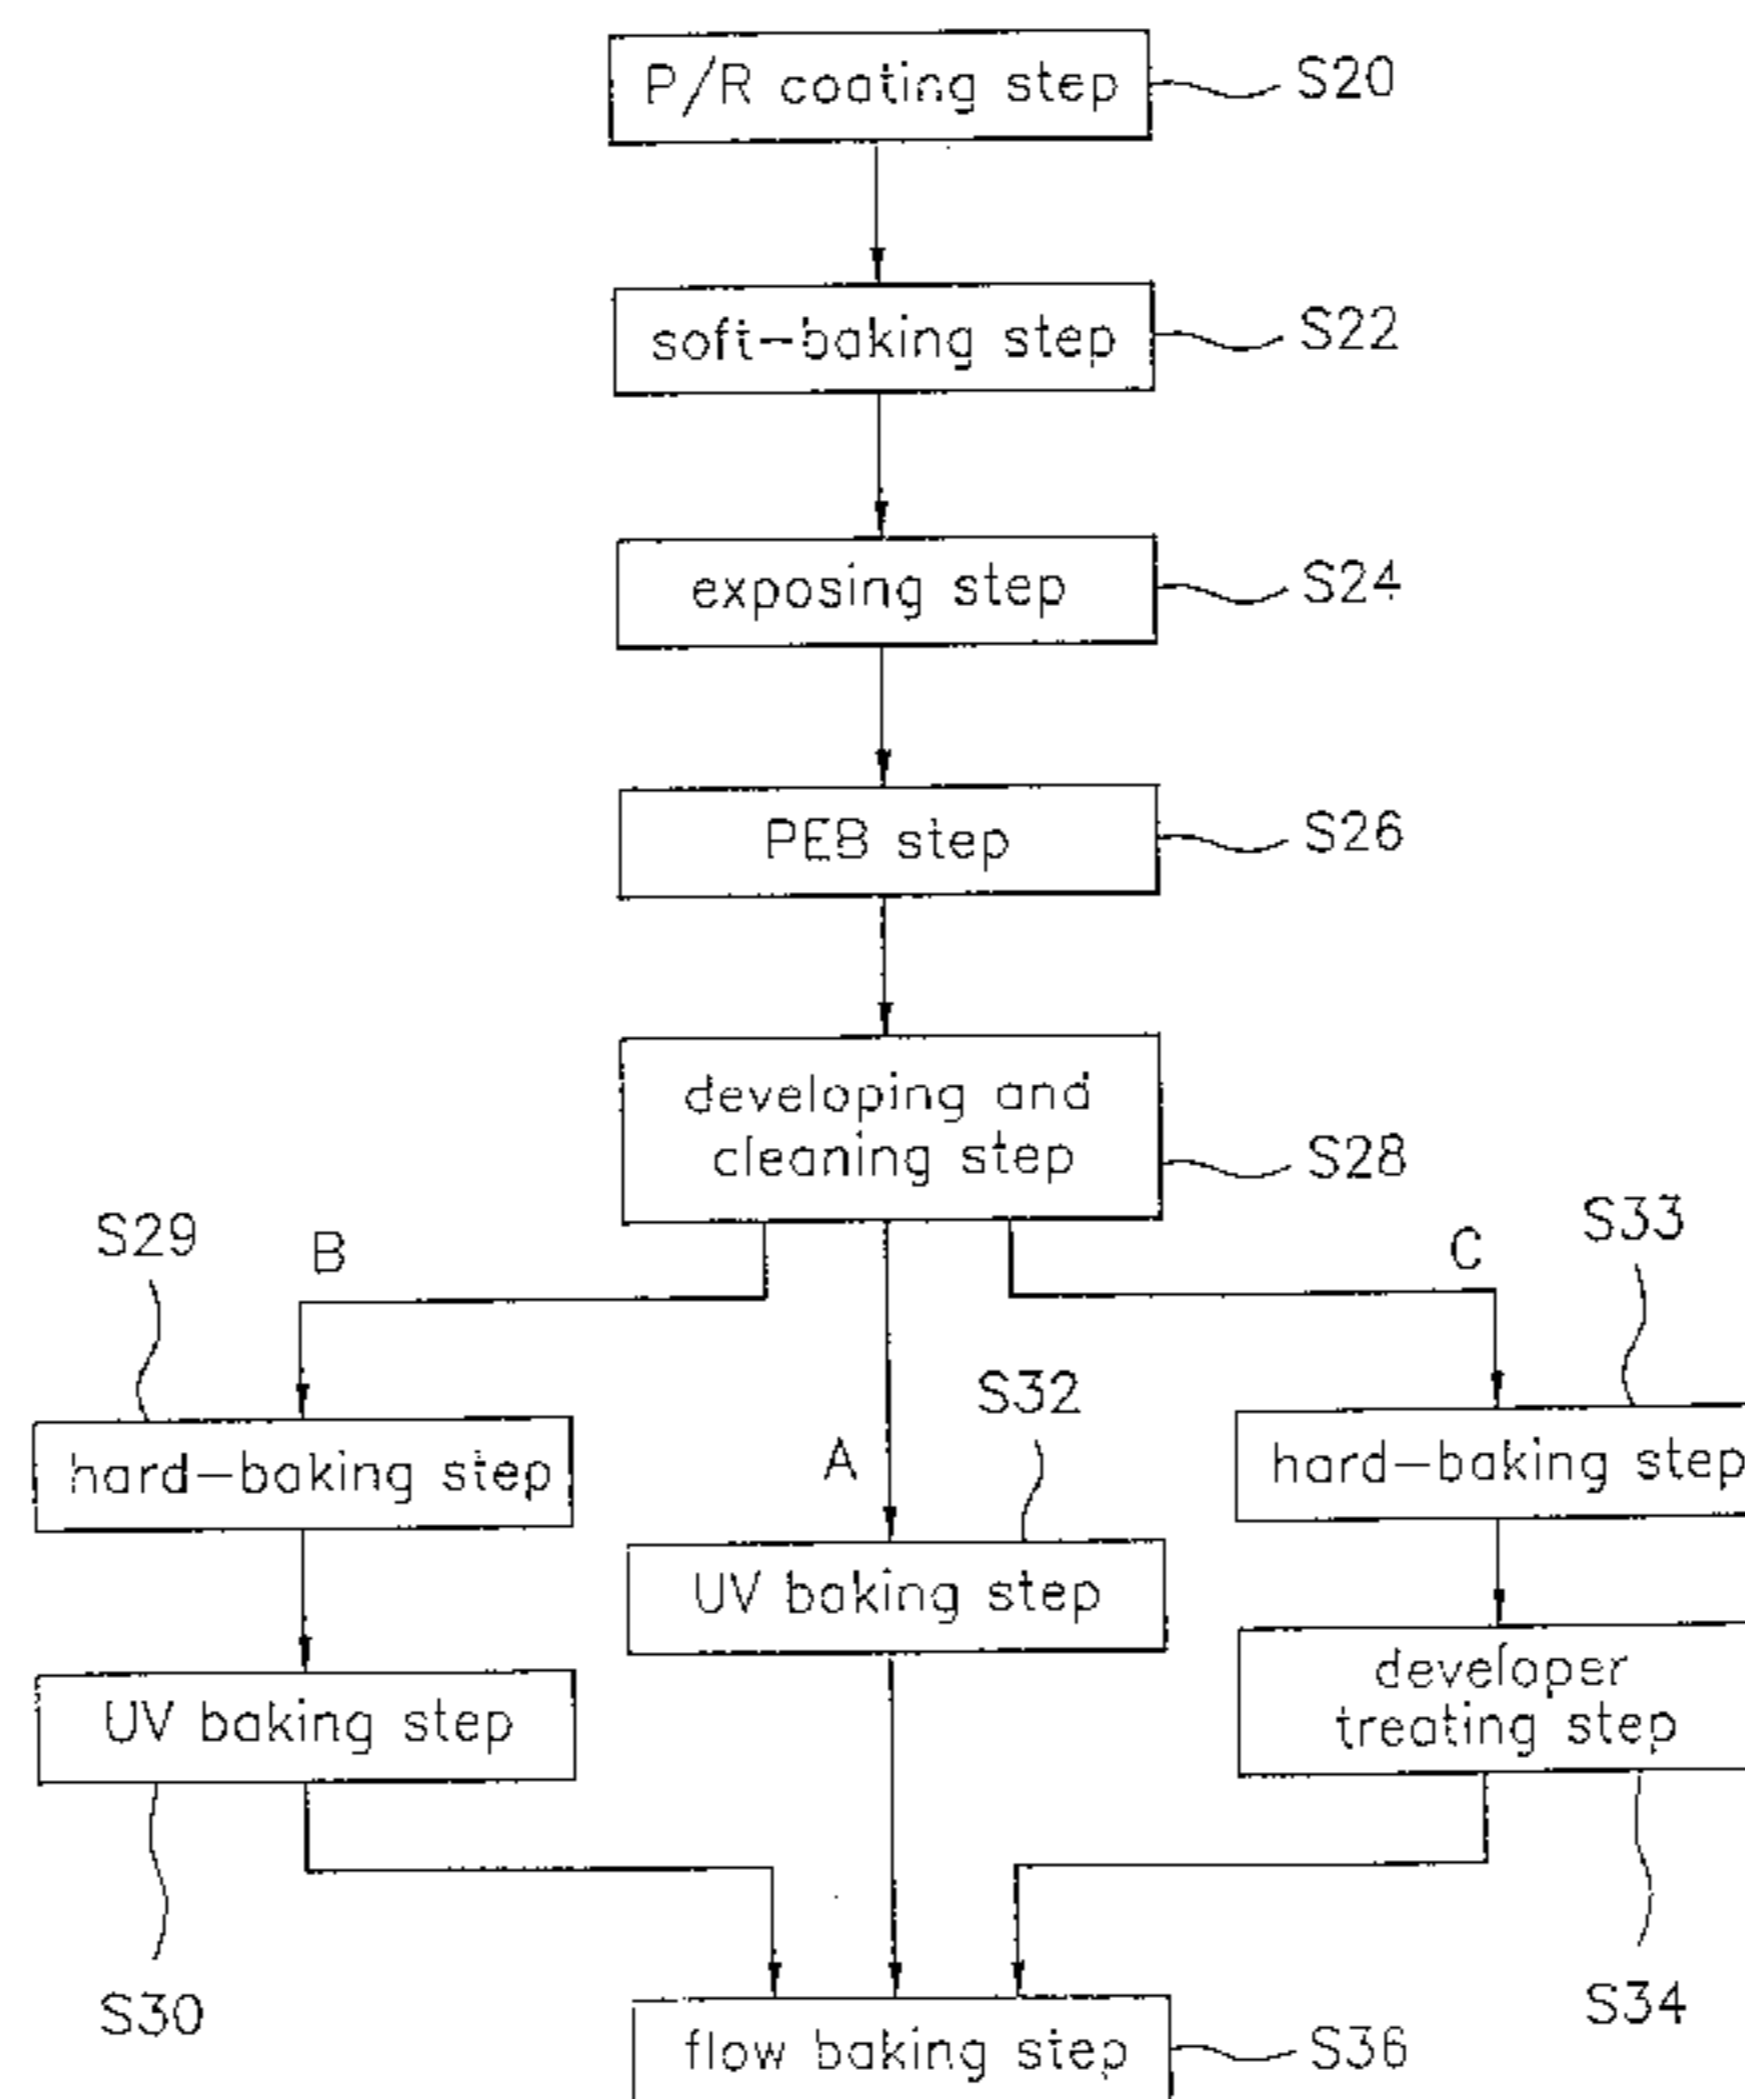 P/R coating step
S20
soft-baking step
S22
exposing step
S24
PEB step
S26
developing and
cleaning step
S28
S29
B
C
S33
hard-baking step
A
S32
hard-baking step
UV baking step
UV baking step
developer
treating step
S30
S34
flow baking step
S36